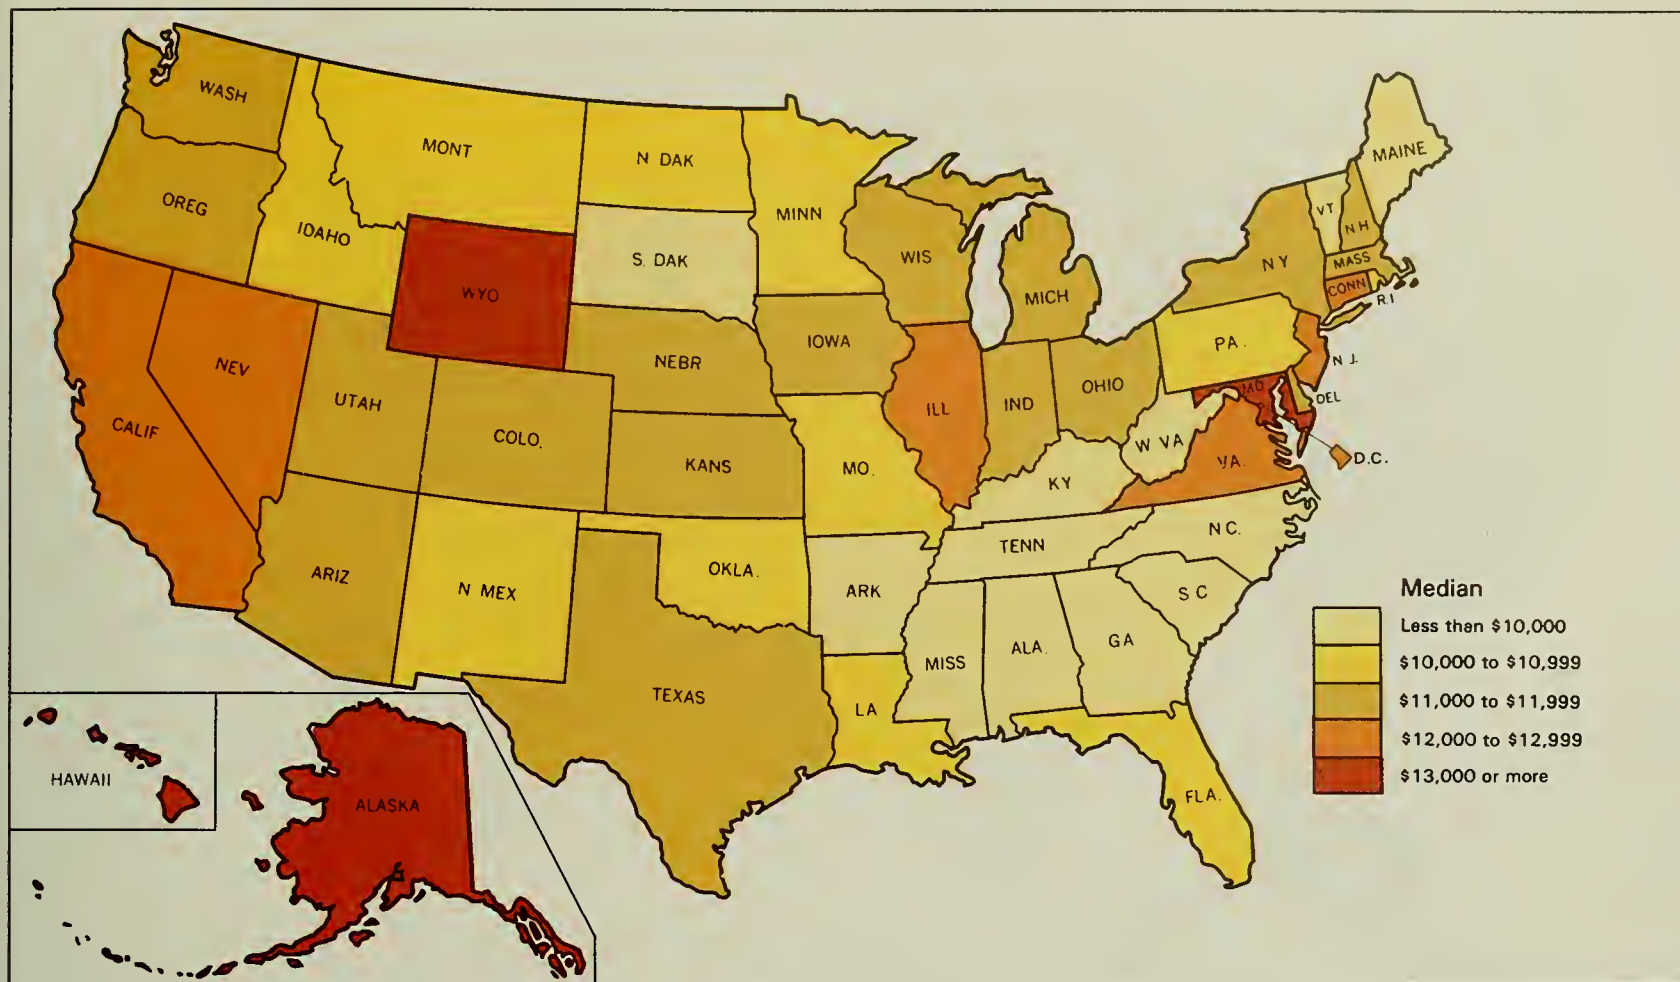 WASH
MONT
N DAK
MINN
MAINE
OREG
IDAHO
S. DAK
WIS
MICH
VT
N H
N Y
MASS
CONN
R.I
WYO
NEBR
IOWA
PA.
N J.
NEV
UTAH
COLO.
ILL
IND
OHIO
MD
DEL
CALIF
KANS
MO.
W VA
VA.
D.C.
KY
ARIZ
N MEX
OKLA.
ARK
TENN
N C.
S C
TEXAS
LA
MISS
ALA.
GA
FLA.
HAWAII
ALASKA
Median
Less than $10,000
$10,000 to $10,999
$11,000 to $11,999
$12,000 to $12,999
$13,000 or more